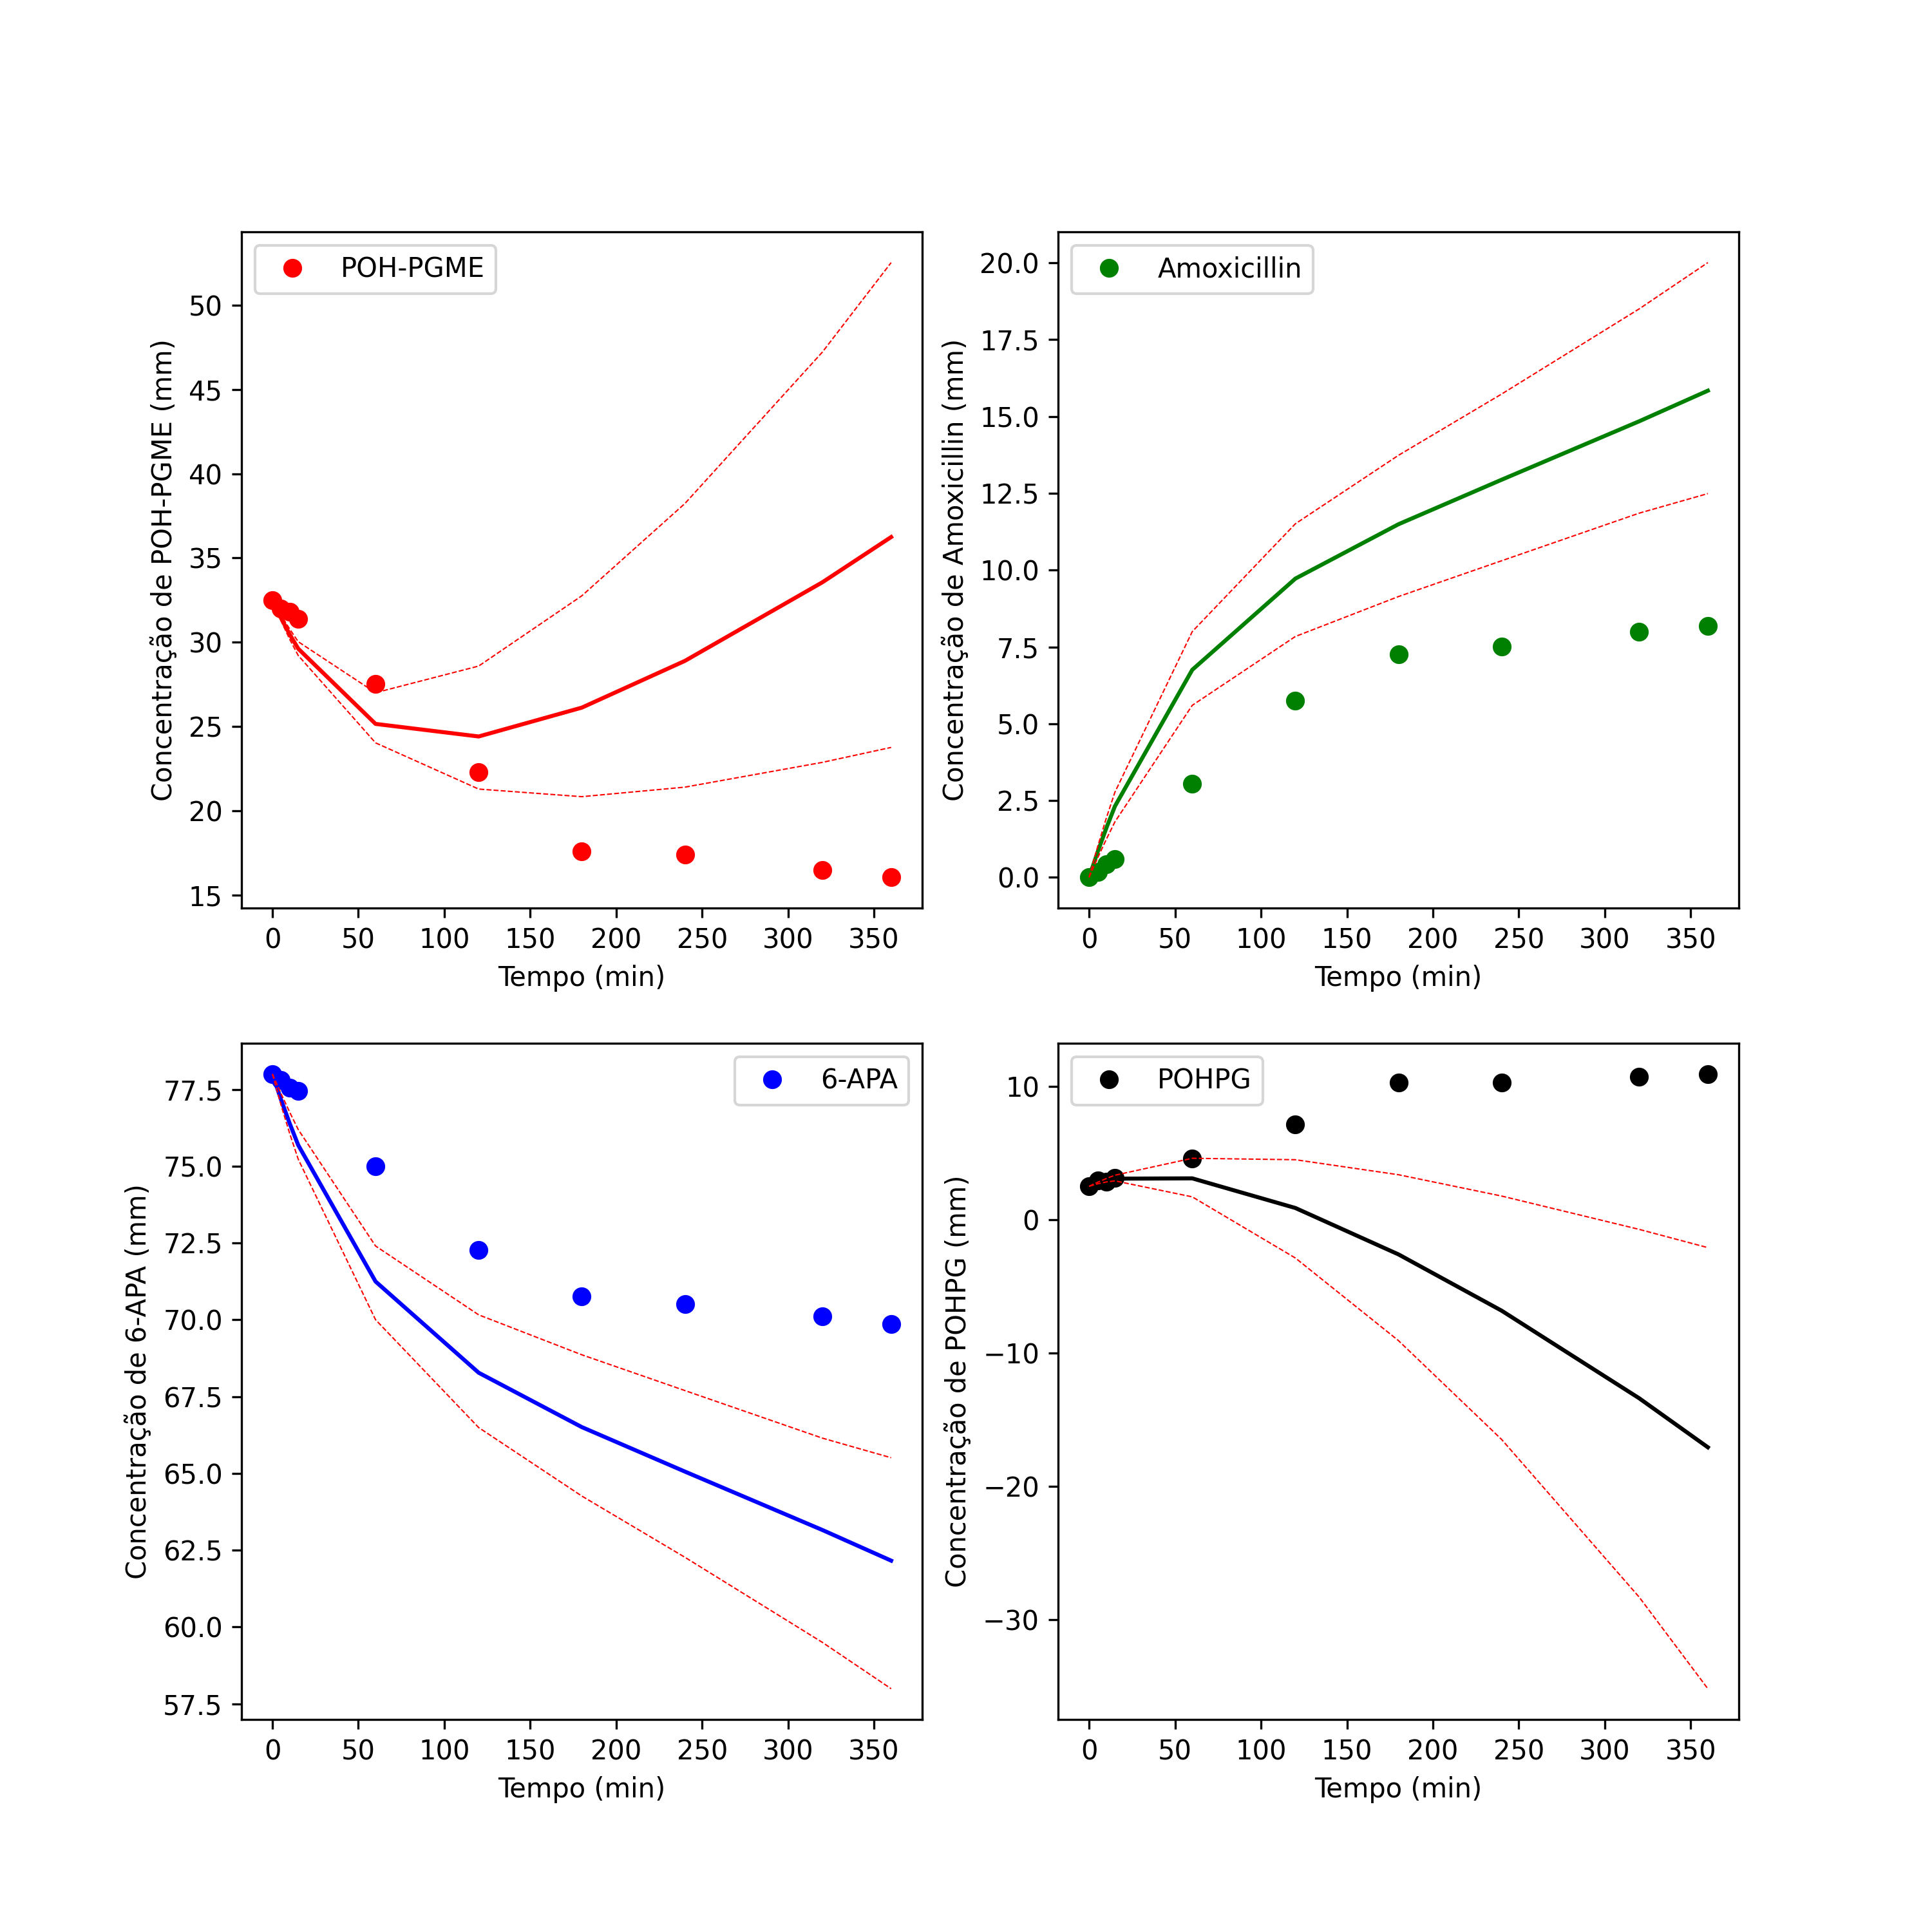 POH-PGME
Concentração de POH-PGME (mm)
50
45
40
35
30
25
20
15
0 50 100 150 200 250 300 350
Tempo (min)
Amoxicillin
Concentração de Amoxicillin (mm)
20.0
17.5
15.0
12.5
10.0
7.5
5.0
2.5
0.0
0 50 100 150 200 250 300 350
Tempo (min)
6-APA
Concentração de 6-APA (mm)
77.5
75.0
72.5
70.0
67.5
65.0
62.5
60.0
57.5
0 50 100 150 200 250 300 350
Tempo (min)
POHPG
Concentração de POHPG (mm)
10
0
−10
−20
−30
0 50 100 150 200 250 300 350
Tempo (min)